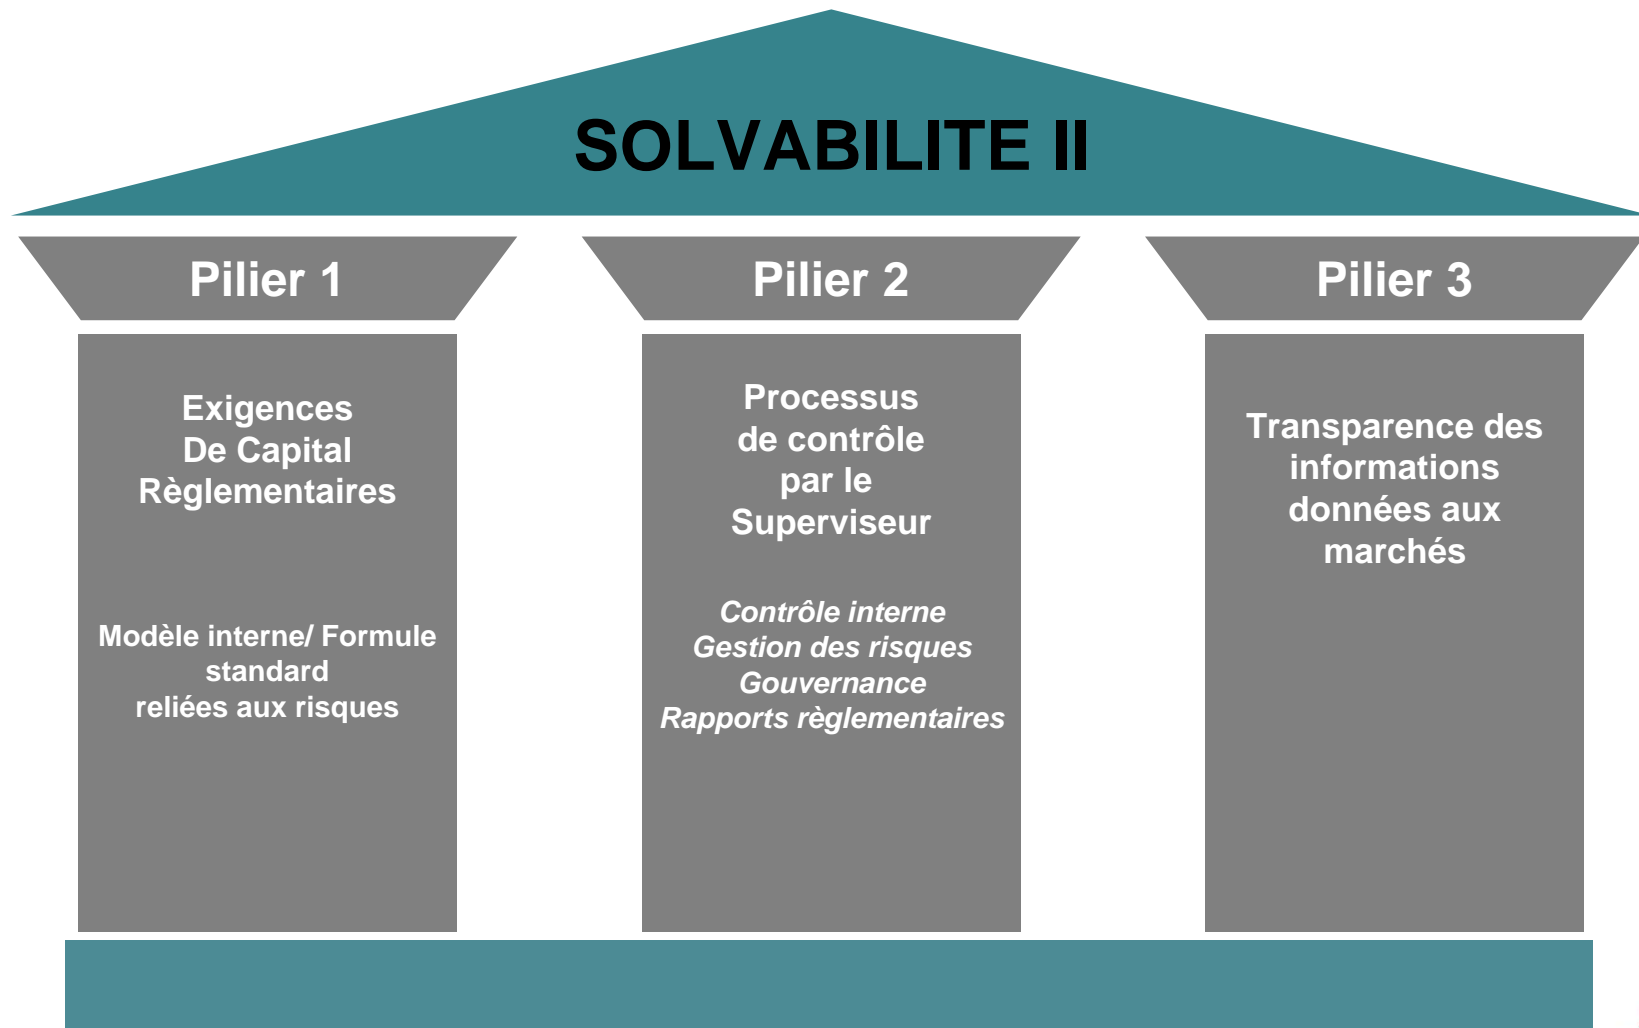 SOLVABILITE II
Pilier 1
Exigences
De Capital
Règlementaires
Modèle interne/ Formule
standard
reliées aux risques
Pilier 2
Processus
de contrôle
par le
Superviseur
Contrôle interne
Gestion des risques
Gouvernance
Rapports règlementaires
Pilier 3
Transparence des
informations
données aux
marchés